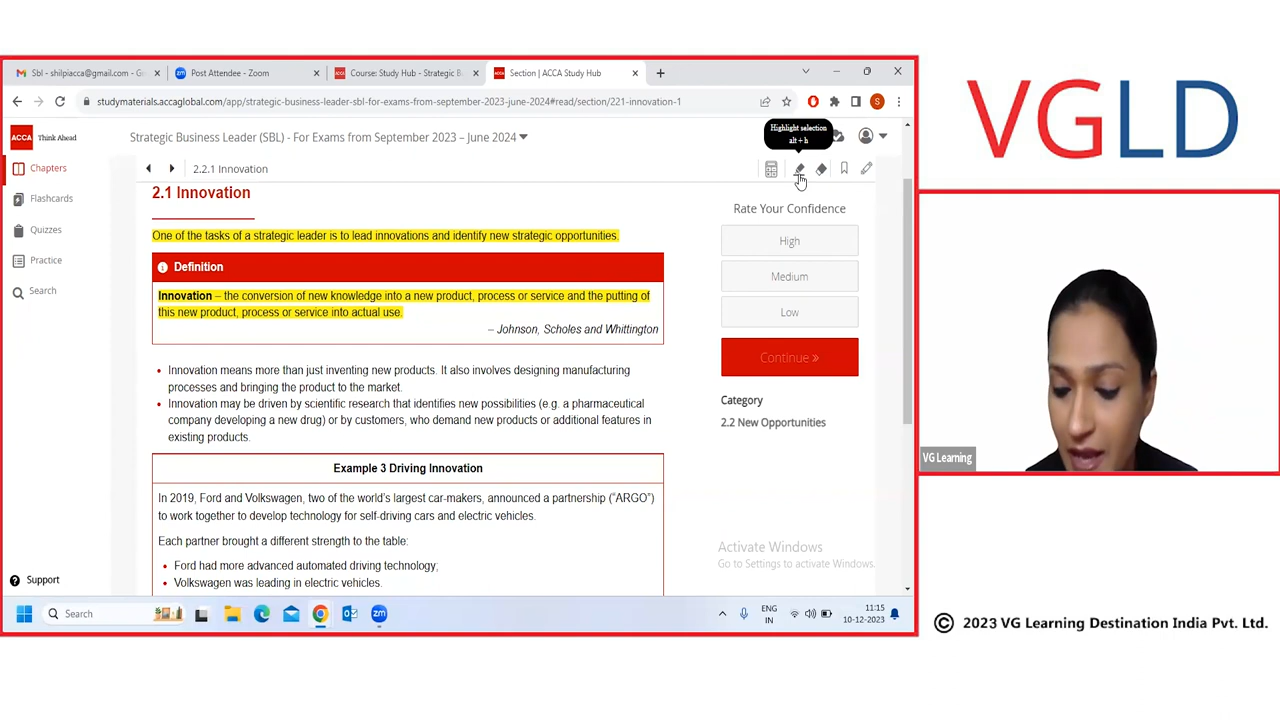 Sbl - shilpiacca@gmail.com - G
Post Attendee - Zoom
Course: Study Hub - Strategic B
Section | ACCA Study Hub
studymaterials.accaglobal.com/app/strategic-business-leader-sbl-for-exams-from-september-2023-june-2024#read/section/221-innovation-1
S
ACCA Think Ahead
Strategic Business Leader (SBL) - For Exams from September 2023 – June 2024
Highlight selection
alt + h
Chapters
Flashcards
Quizzes
Practice
Search
Support
2.2.1 Innovation
2.1 Innovation
One of the tasks of a strategic leader is to lead innovations and identify new strategic opportunities.
Definition
Innovation – the conversion of new knowledge into a new product, process or service and the putting of
this new product, process or service into actual use.
– Johnson, Scholes and Whittington
• Innovation means more than just inventing new products. It also involves designing manufacturing
processes and bringing the product to the market.
• Innovation may be driven by scientific research that identifies new possibilities (e.g. a pharmaceutical
company developing a new drug) or by customers, who demand new products or additional features in
existing products.
Example 3 Driving Innovation
In 2019, Ford and Volkswagen, two of the world's largest car-makers, announced a partnership ("ARGO")
to work together to develop technology for self-driving cars and electric vehicles.
Each partner brought a different strength to the table:
• Ford had more advanced automated driving technology;
• Volkswagen was leading in electric vehicles.
Rate Your Confidence
High
Medium
Low
Continue »
Category
2.2 New Opportunities
Activate Windows
Go to Settings to activate Windows.
Search
zm
ENG
IN
11:15
10-12-2023
VGLD
VG Learning
© 2023 VG Learning Destination India Pvt. Ltd.